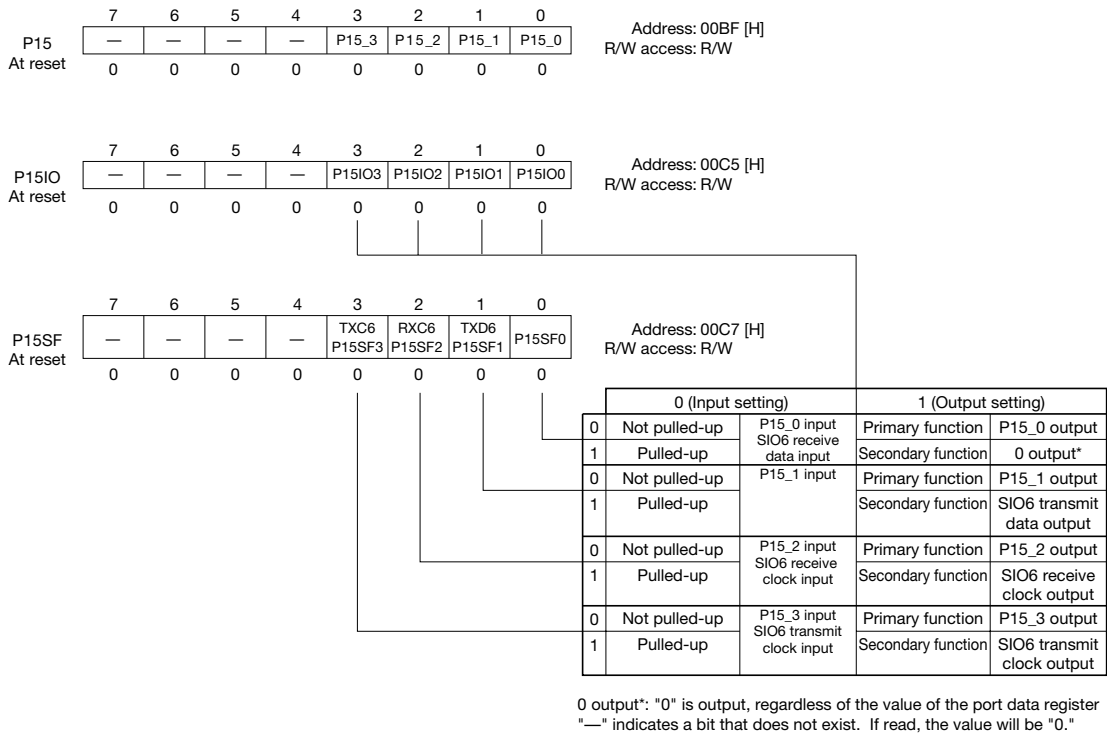 7 6 5 4 3 2 1 0
P15 — — — — P15_3 P15_2 P15_1 P15_0
At reset 0 0 0 0 0 0 0 0
Address: 00BF [H]
R/W access: R/W
7 6 5 4 3 2 1 0
P15IO — — — — P15IO3 P15IO2 P15IO1 P15IO0
At reset 0 0 0 0 0 0 0 0
Address: 00C5 [H]
R/W access: R/W
7 6 5 4 3 2 1 0
P15SF — — — — TXC6 P15SF3 RXC6 P15SF2 TXD6 P15SF1 P15SF0
At reset 0 0 0 0 0 0 0 0
Address: 00C7 [H]
R/W access: R/W
0 (Input setting) 1 (Output setting)
0 Not pulled-up P15_0 input Primary function P15_0 output
SIO6 receive
1 Pulled-up data input Secondary function 0 output*
0 Not pulled-up P15_1 input Primary function P15_1 output
1 Pulled-up Secondary function SIO6 transmit
data output
0 Not pulled-up P15_2 input Primary function P15_2 output
SIO6 receive
1 Pulled-up clock input Secondary function SIO6 receive
clock output
0 Not pulled-up P15_3 input Primary function P15_3 output
SIO6 transmit
1 Pulled-up clock input Secondary function SIO6 transmit
clock output
0 output*: "0" is output, regardless of the value of the port data register
"—" indicates a bit that does not exist. If read, the value will be "0."